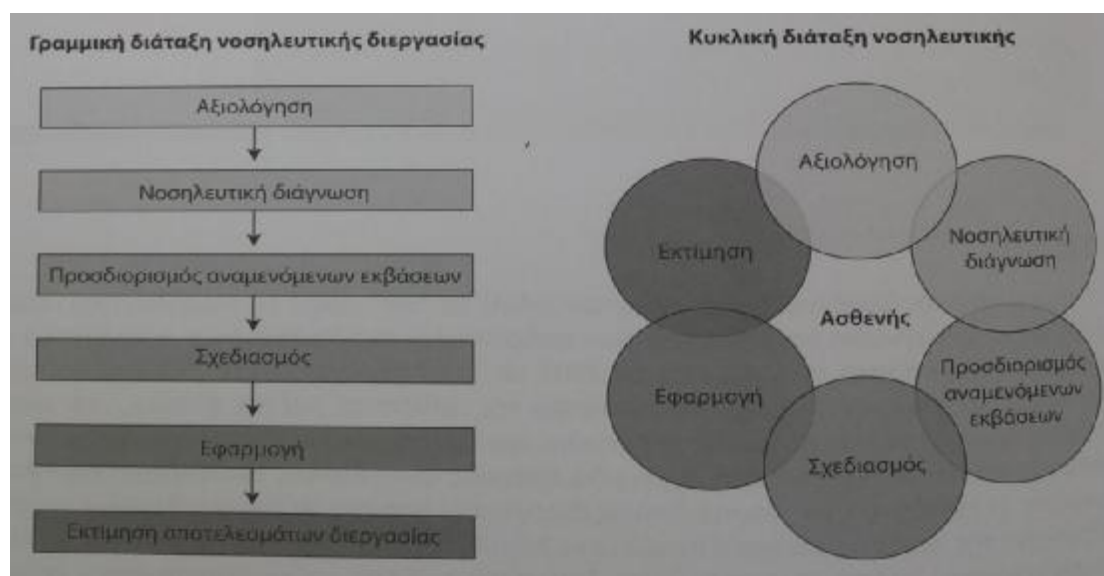 Γραμμική διάταξη νοσηλευτικής διεργασίας
Αξιολόγηση
Νοσηλευτική διάγνωση
Προσδιορισμός αναμενόμενων εκβάσεων
Σχεδιασμός
Εφαρμογή
Εκτίμηση αποτελεσμάτων διεργασίας
Κυκλική διάταξη νοσηλευτικής
Αξιολόγηση
Νοσηλευτική
διάγνωση
Προσδιορισμός
αναμενόμενων
εκβάσεων
Σχεδιασμός
Εφαρμογή
Εκτίμηση
Ασθενής